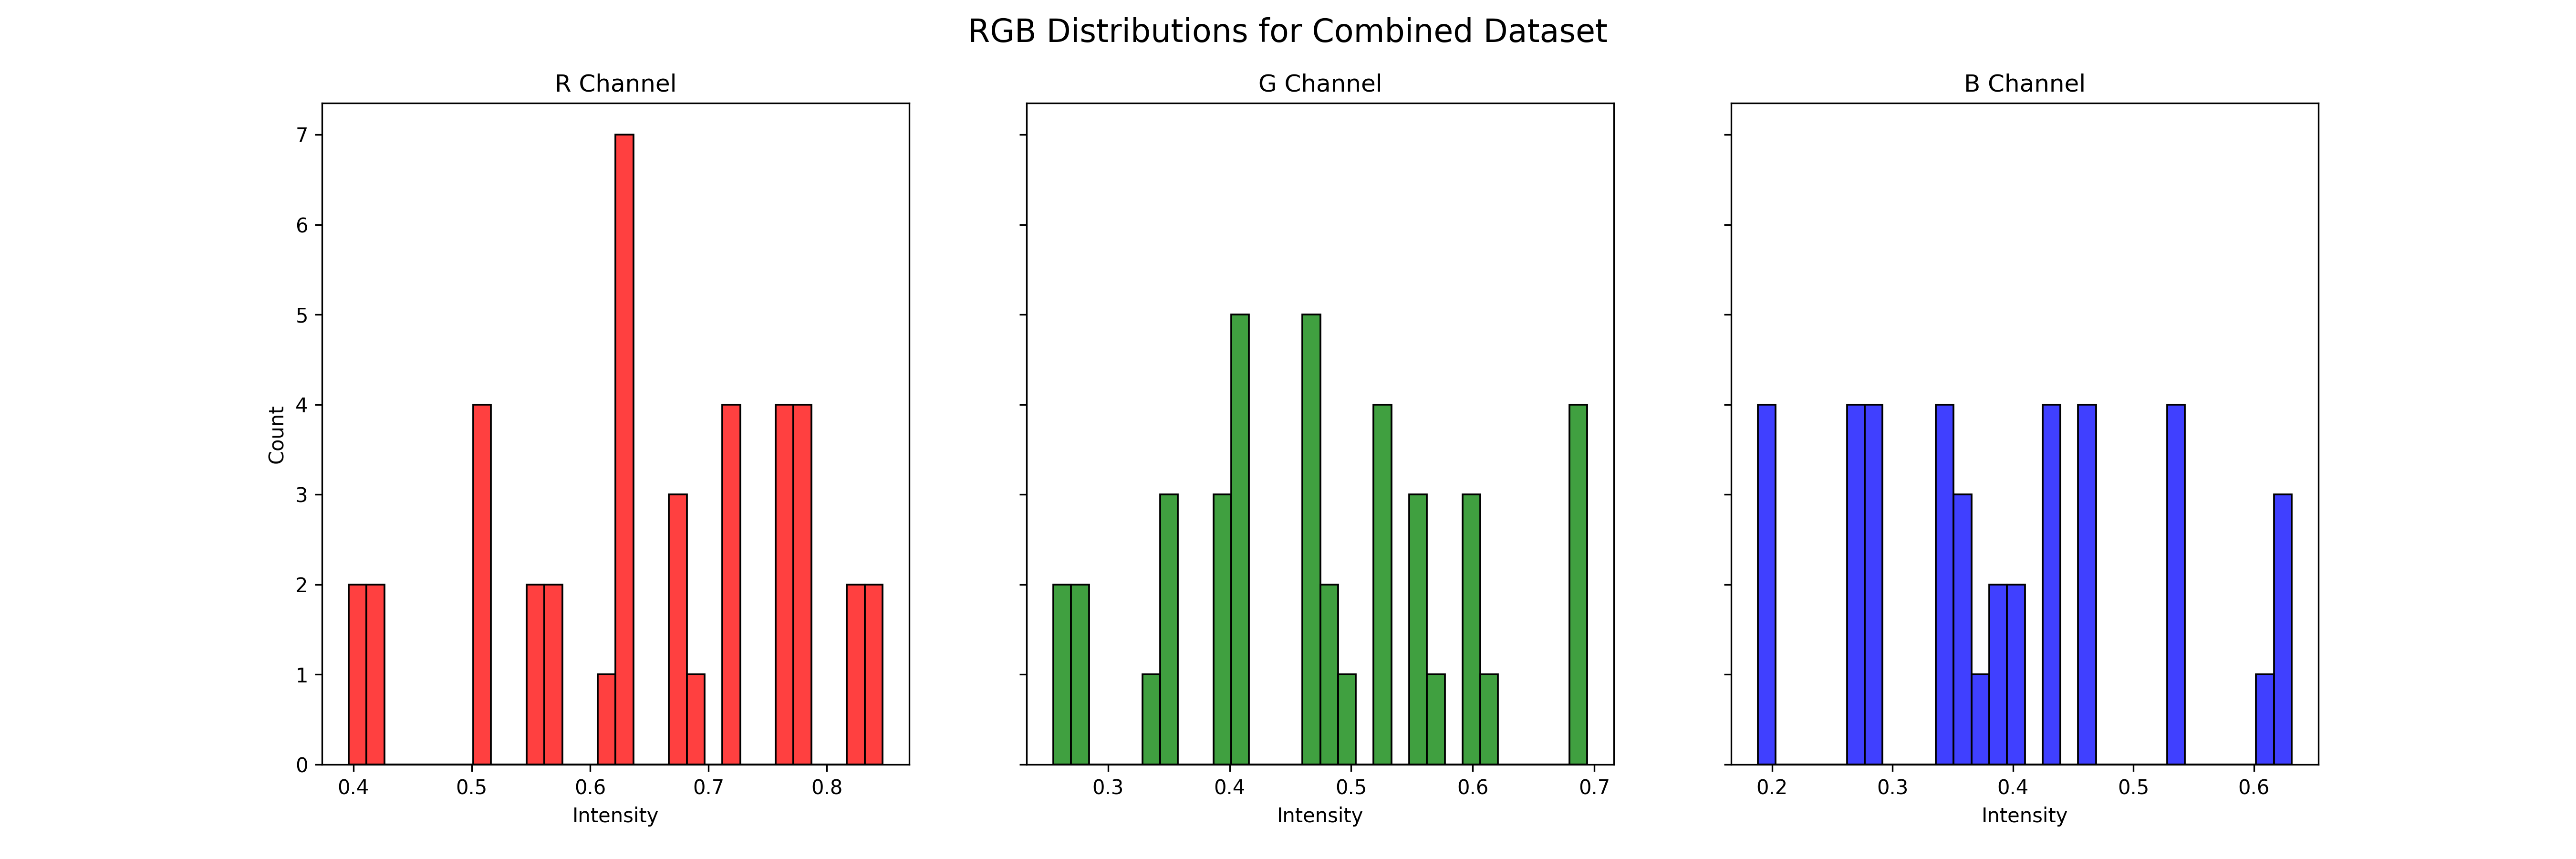 RGB Distributions for Combined Dataset
R Channel
G Channel
B Channel
7
6
5
4
3
2
1
0
Count
0.4 0.5 0.6 0.7 0.8
0.3 0.4 0.5 0.6 0.7
0.2 0.3 0.4 0.5 0.6
Intensity
Intensity
Intensity